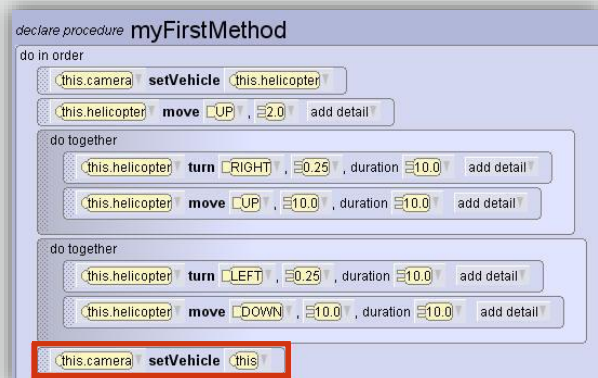 declare procedure myFirstMethod
do in order
this.camera setVehicle this.helicopter
this.helicopter move UP , 2.0 add detail
do together
this.helicopter turn RIGHT , 0.25 , duration 10.0 add detail
this.helicopter move UP , 10.0 , duration 10.0 add detail
do together
this.helicopter turn LEFT , 0.25 , duration 10.0 add detail
this.helicopter move DOWN , 10.0 , duration 10.0 add detail
this.camera setVehicle this